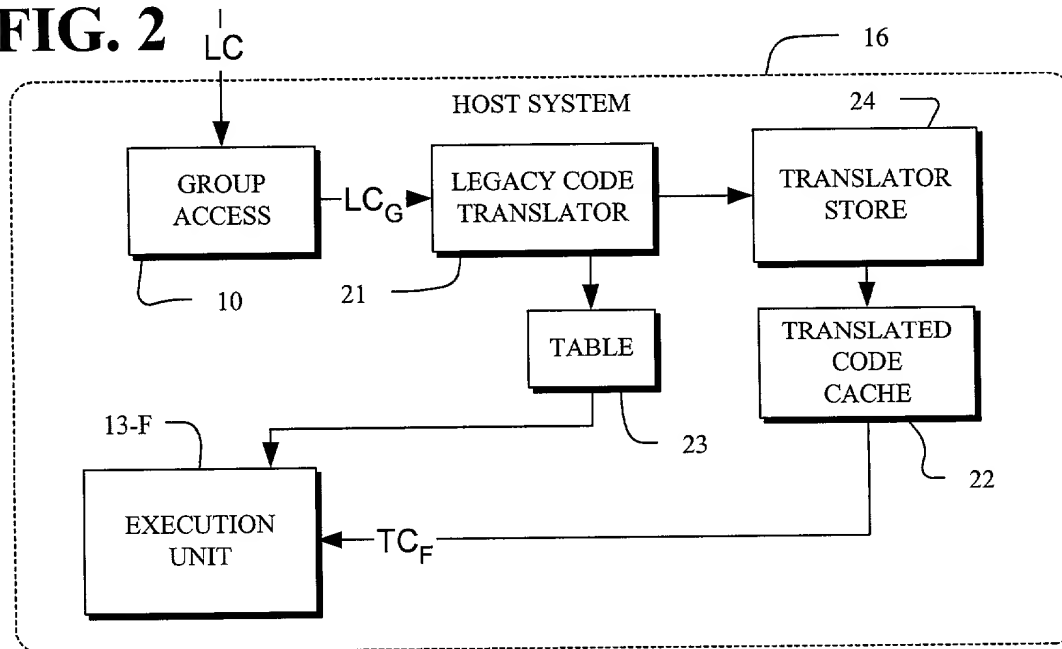 FIG. 2
LC
16
HOST SYSTEM
24
GROUP
ACCESS
LC_G
LEGACY CODE
TRANSLATOR
TRANSLATOR
STORE
10
21
TABLE
TRANSLATED
CODE
CACHE
13-F
23
22
EXECUTION
UNIT
TC_F